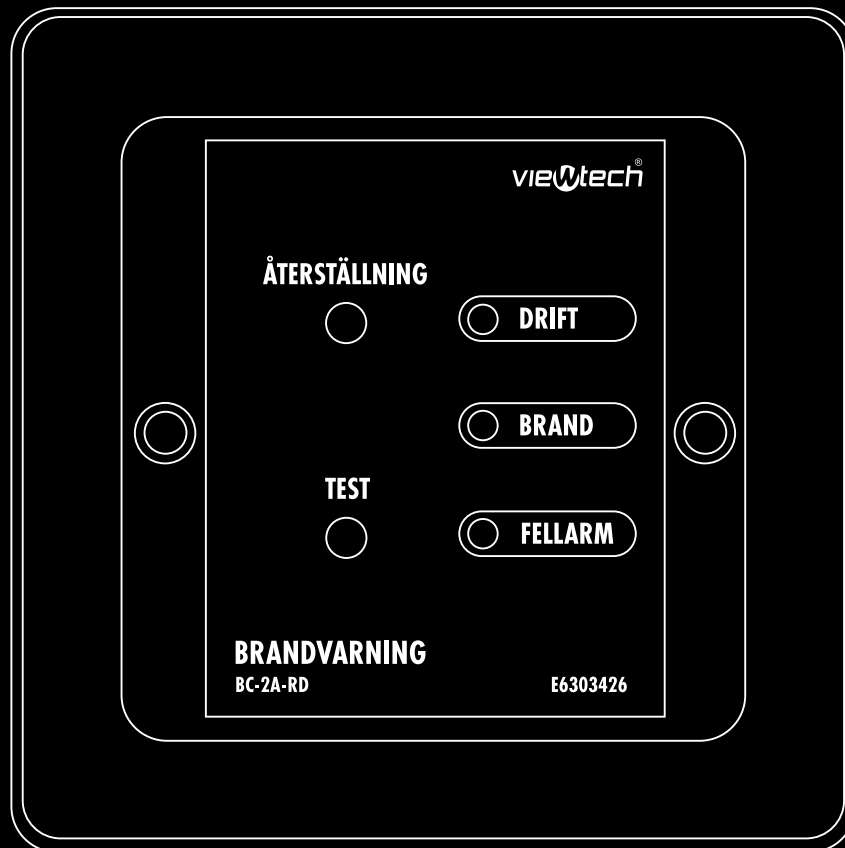 viewtech®
ÅTERSTÄLLNING
DRIFT
BRAND
TEST
FELLARM
BRANDVARNING
BC-2A-RD E6303426